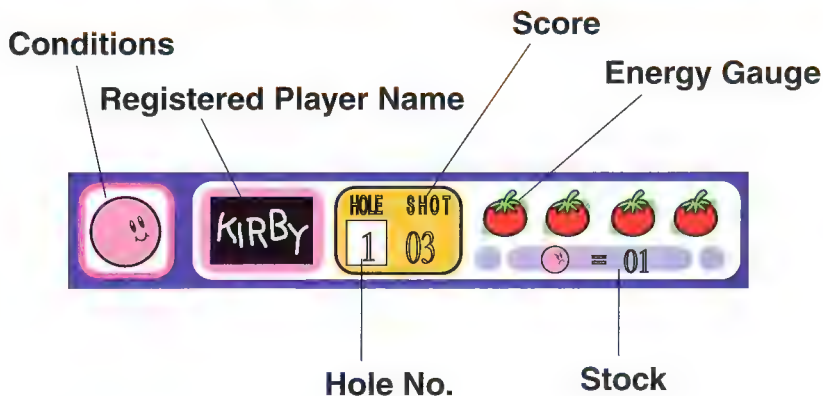 Score
Conditions
Energy Gauge
Registered Player Name
HOLE SHOT
KIRBY
1 03
= 01
Hole No.
Stock